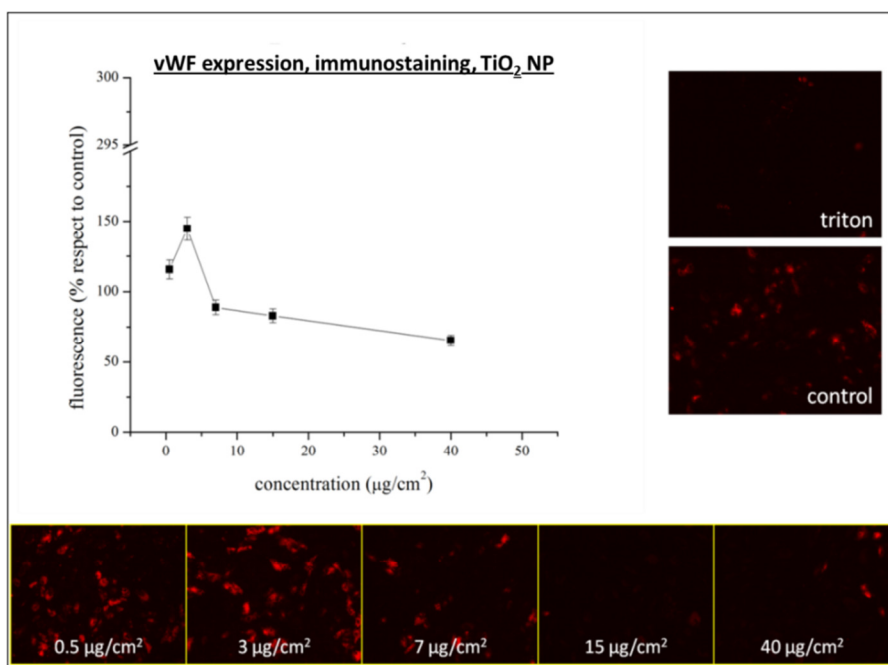 vWF expression, immunostaining, TiO2 NP
300
295
150
100
50
0
fluorescence (% respect to control)
0 10 20 30 40 50
concentration (µg/cm²)
triton
control
0.5 µg/cm² 3 µg/cm² 7 µg/cm² 15 µg/cm² 40 µg/cm²